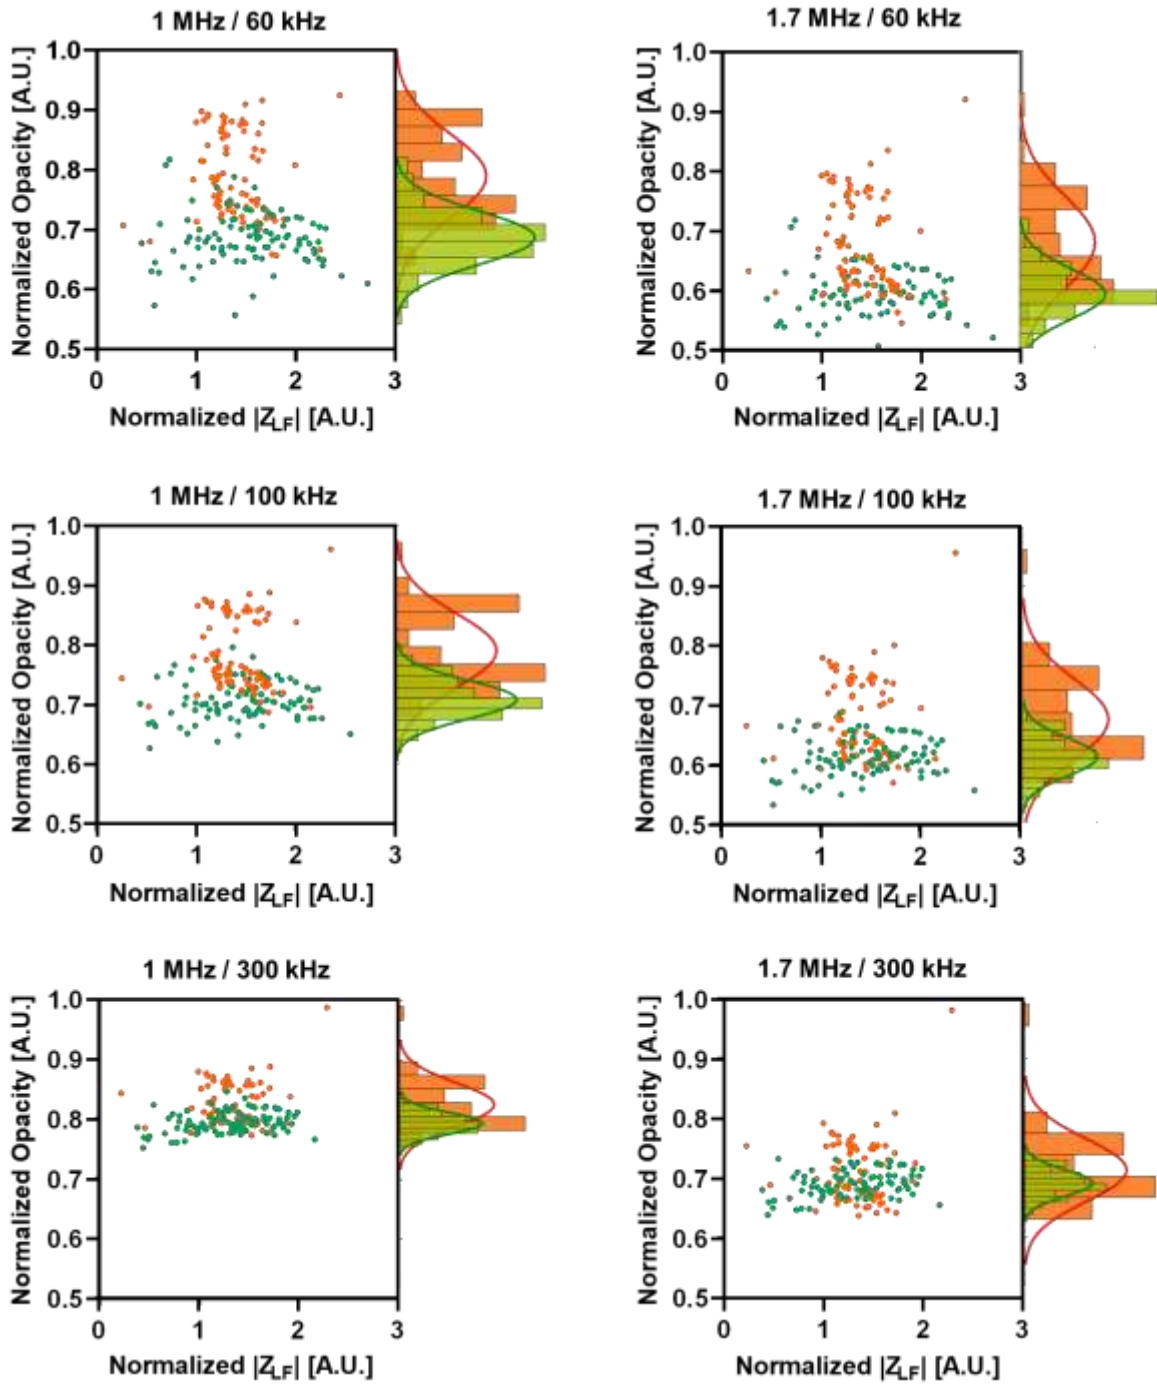 1 MHz / 60 kHz
1.7 MHz / 60 kHz
Normalized Opacity [A.U.]
1.0
0.9
0.8
0.7
0.6
0.5
0 1 2 3
Normalized |Z_LF| [A.U.]
Normalized Opacity [A.U.]
1.0
0.9
0.8
0.7
0.6
0.5
0 1 2 3
Normalized |Z_LF| [A.U.]
1 MHz / 100 kHz
1.7 MHz / 100 kHz
Normalized Opacity [A.U.]
1.0
0.9
0.8
0.7
0.6
0.5
0 1 2 3
Normalized |Z_LF| [A.U.]
Normalized Opacity [A.U.]
1.0
0.9
0.8
0.7
0.6
0.5
0 1 2 3
Normalized |Z_LF| [A.U.]
1 MHz / 300 kHz
1.7 MHz / 300 kHz
Normalized Opacity [A.U.]
1.0
0.9
0.8
0.7
0.6
0.5
0 1 2 3
Normalized |Z_LF| [A.U.]
Normalized Opacity [A.U.]
1.0
0.9
0.8
0.7
0.6
0.5
0 1 2 3
Normalized |Z_LF| [A.U.]